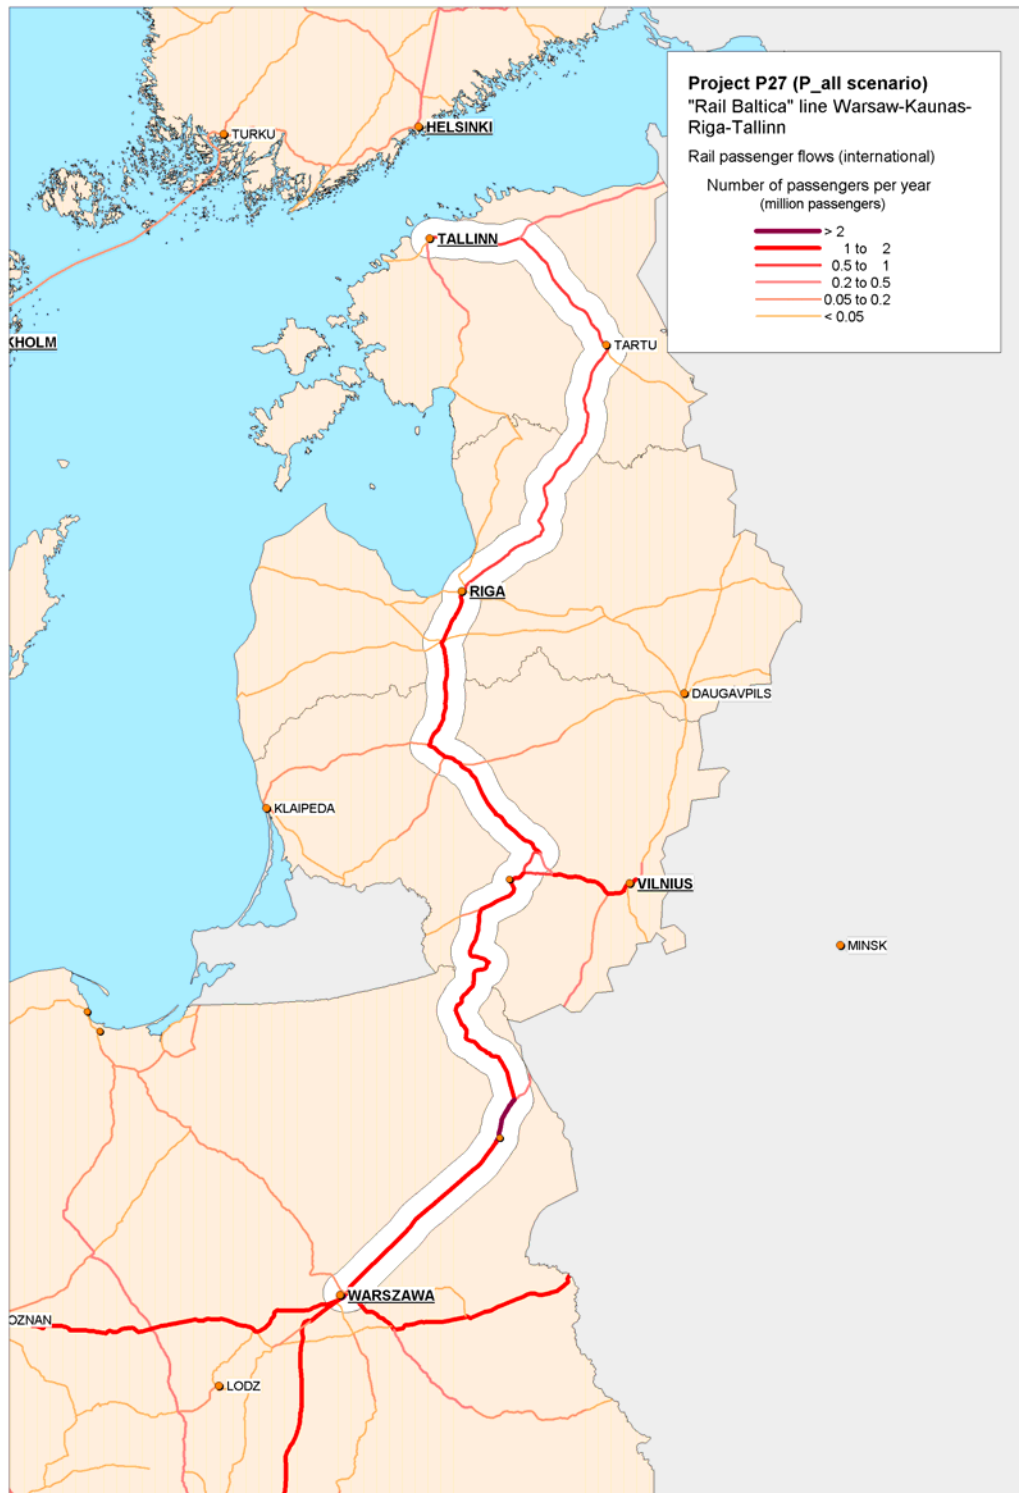 Project P27 (P_all scenario)
"Rail Baltica" line Warsaw-Kaunas-
Riga-Tallinn
Rail passenger flows (international)
Number of passengers per year
(million passengers)
> 2
1 to 2
0.5 to 1
0.2 to 0.5
0.05 to 0.2
< 0.05
TURKU
HELSINKI
TALLINN
KHOLM
TARTU
RIGA
DAUGAVPILS
KLAIPEDA
VILNIUS
MINSK
WARSZAWA
OZNAN
LODZ